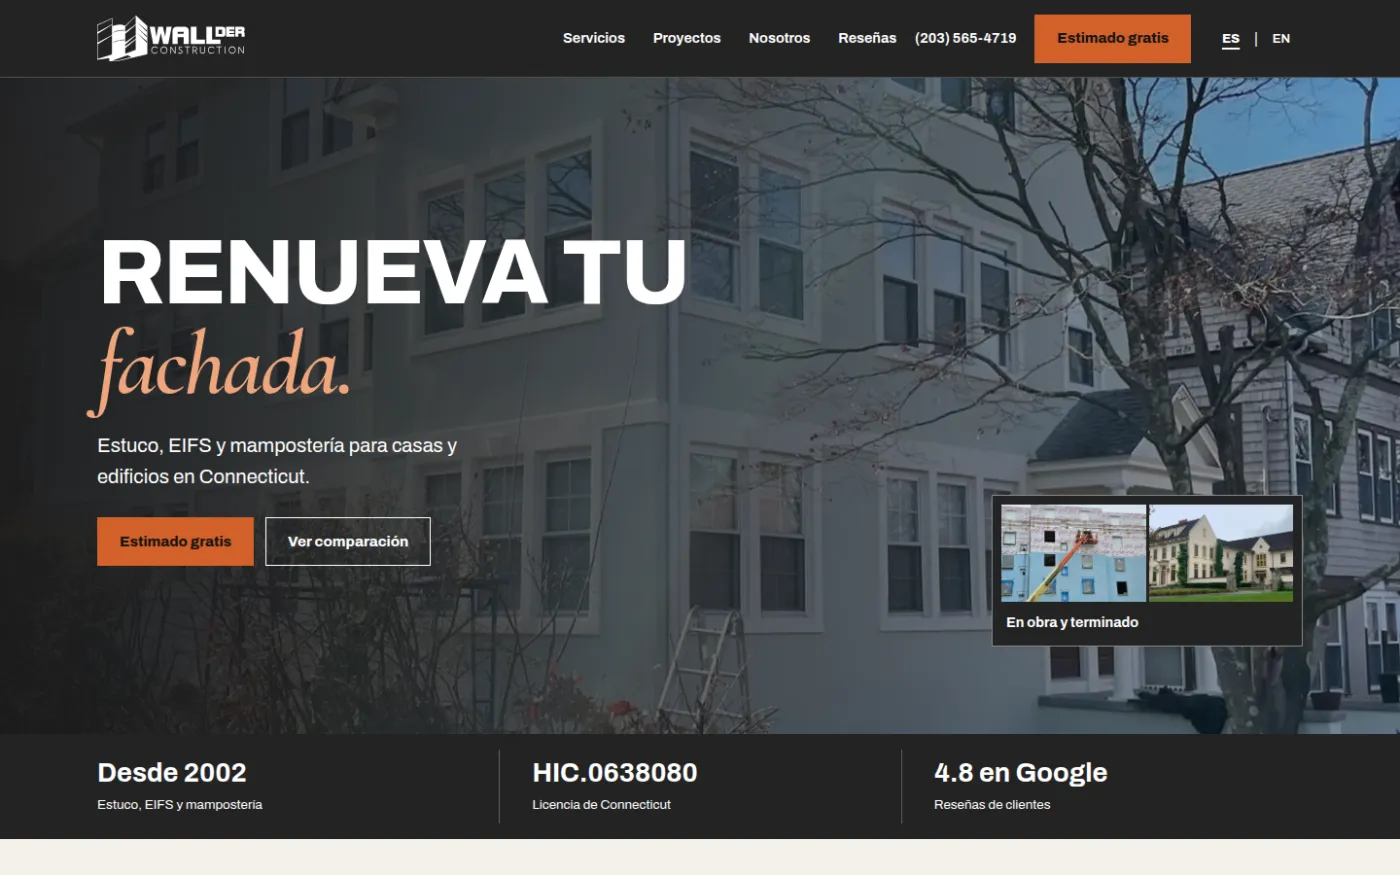 WALLDER
CONSTRUCTION
Servicios
Proyectos
Nosotros
Reseñas
(203) 565-4719
Estimado gratis
ES | EN
RENUEVA TU
fachada.
Estuco, EIFS y mampostería para casas y
edificios en Connecticut.
Estimado gratis
Ver comparación
En obra y terminado
Desde 2002
Estuco, EIFS y mampostería
HIC.0638080
Licencia de Connecticut
4.8 en Google
Reseñas de clientes